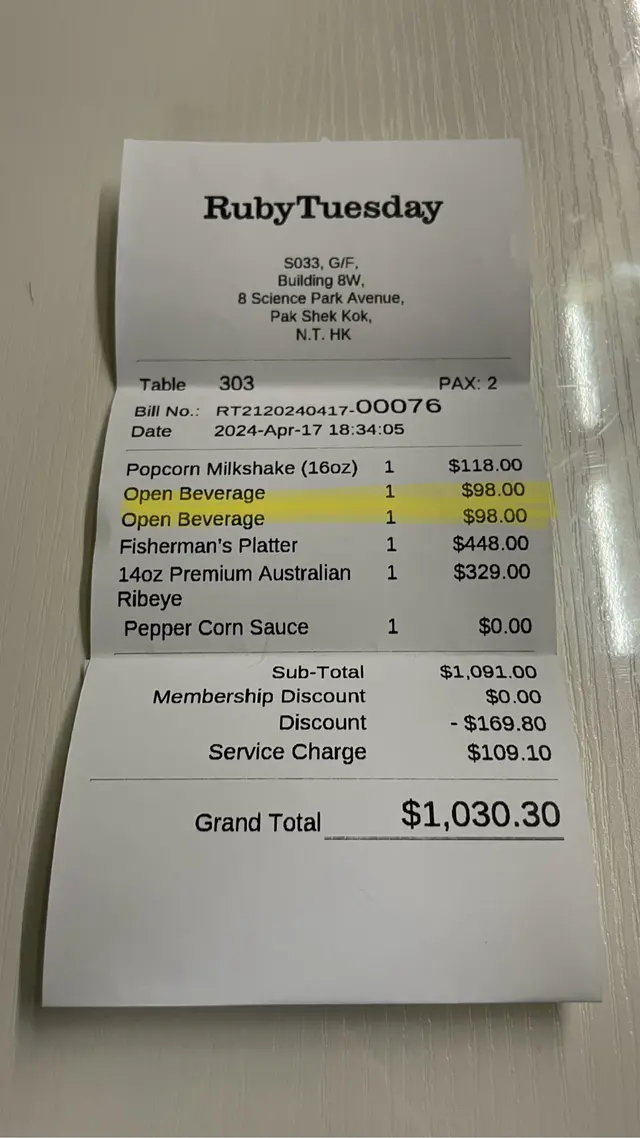 RubyTuesday
S033, G/F,
Building 8W,
8 Science Park Avenue,
Pak Shek Kok,
N.T. HK
Table 303 PAX: 2
Bill No.: RT2120240417-00076
Date 2024-Apr-17 18:34:05
Popcorn Milkshake (16oz) 1 $118.00
Open Beverage 1 $98.00
Open Beverage 1 $98.00
Fisherman's Platter 1 $448.00
14oz Premium Australian 1 $329.00
Ribeye
Pepper Corn Sauce 1 $0.00
Sub-Total $1,091.00
Membership Discount $0.00
Discount - $169.80
Service Charge $109.10
Grand Total $1,030.30